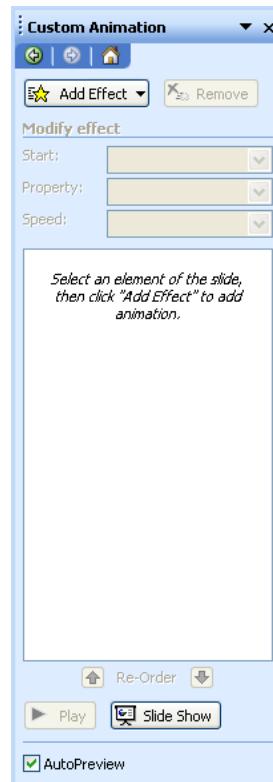 Custom Animation
Add Effect
Remove
Modify effect
Start:
Property:
Speed:
Select an element of the slide,
then click "Add Effect" to add
animation.
Re-Order
Play
Slide Show
AutoPreview